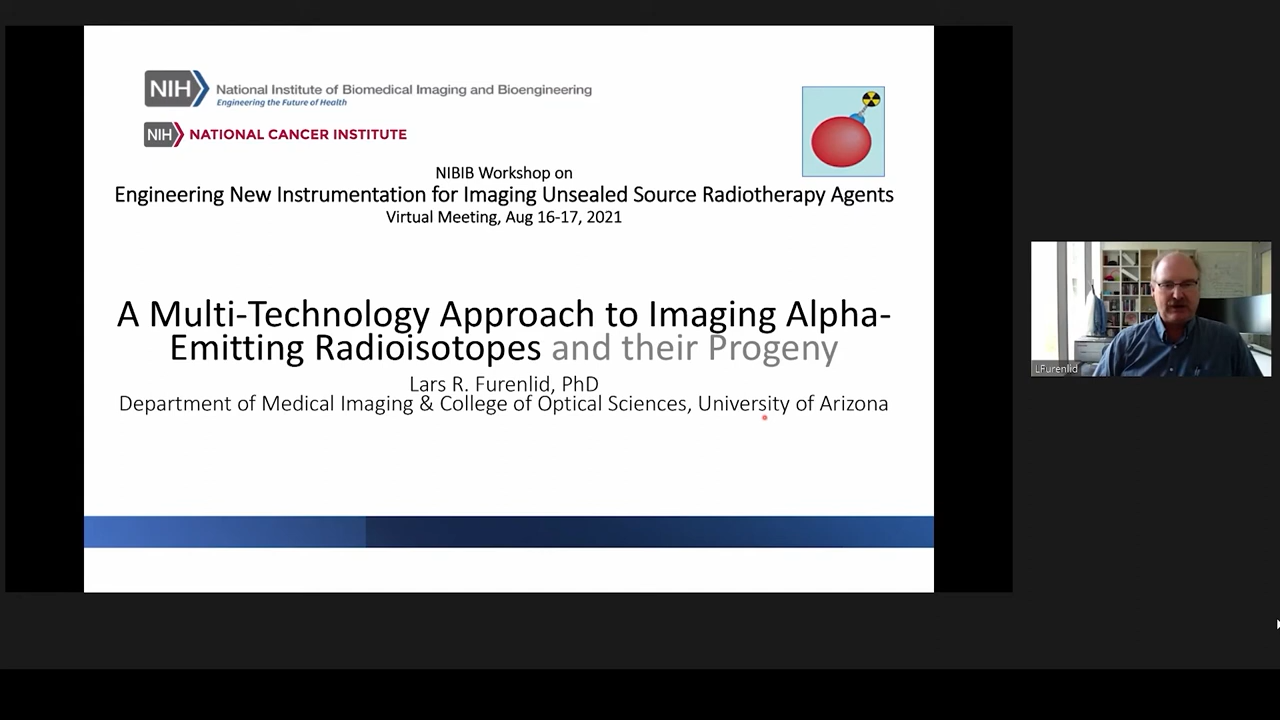 NIH National Institute of Biomedical Imaging and Bioengineering
Engineering the Future of Health
NIH NATIONAL CANCER INSTITUTE
NIBIB Workshop on
Engineering New Instrumentation for Imaging Unsealed Source Radiotherapy Agents
Virtual Meeting, Aug 16-17, 2021
A Multi-Technology Approach to Imaging Alpha-
Emitting Radioisotopes and their Progeny
Lars R. Furenlid, PhD
Department of Medical Imaging & College of Optical Sciences, University of Arizona
LFurenlid